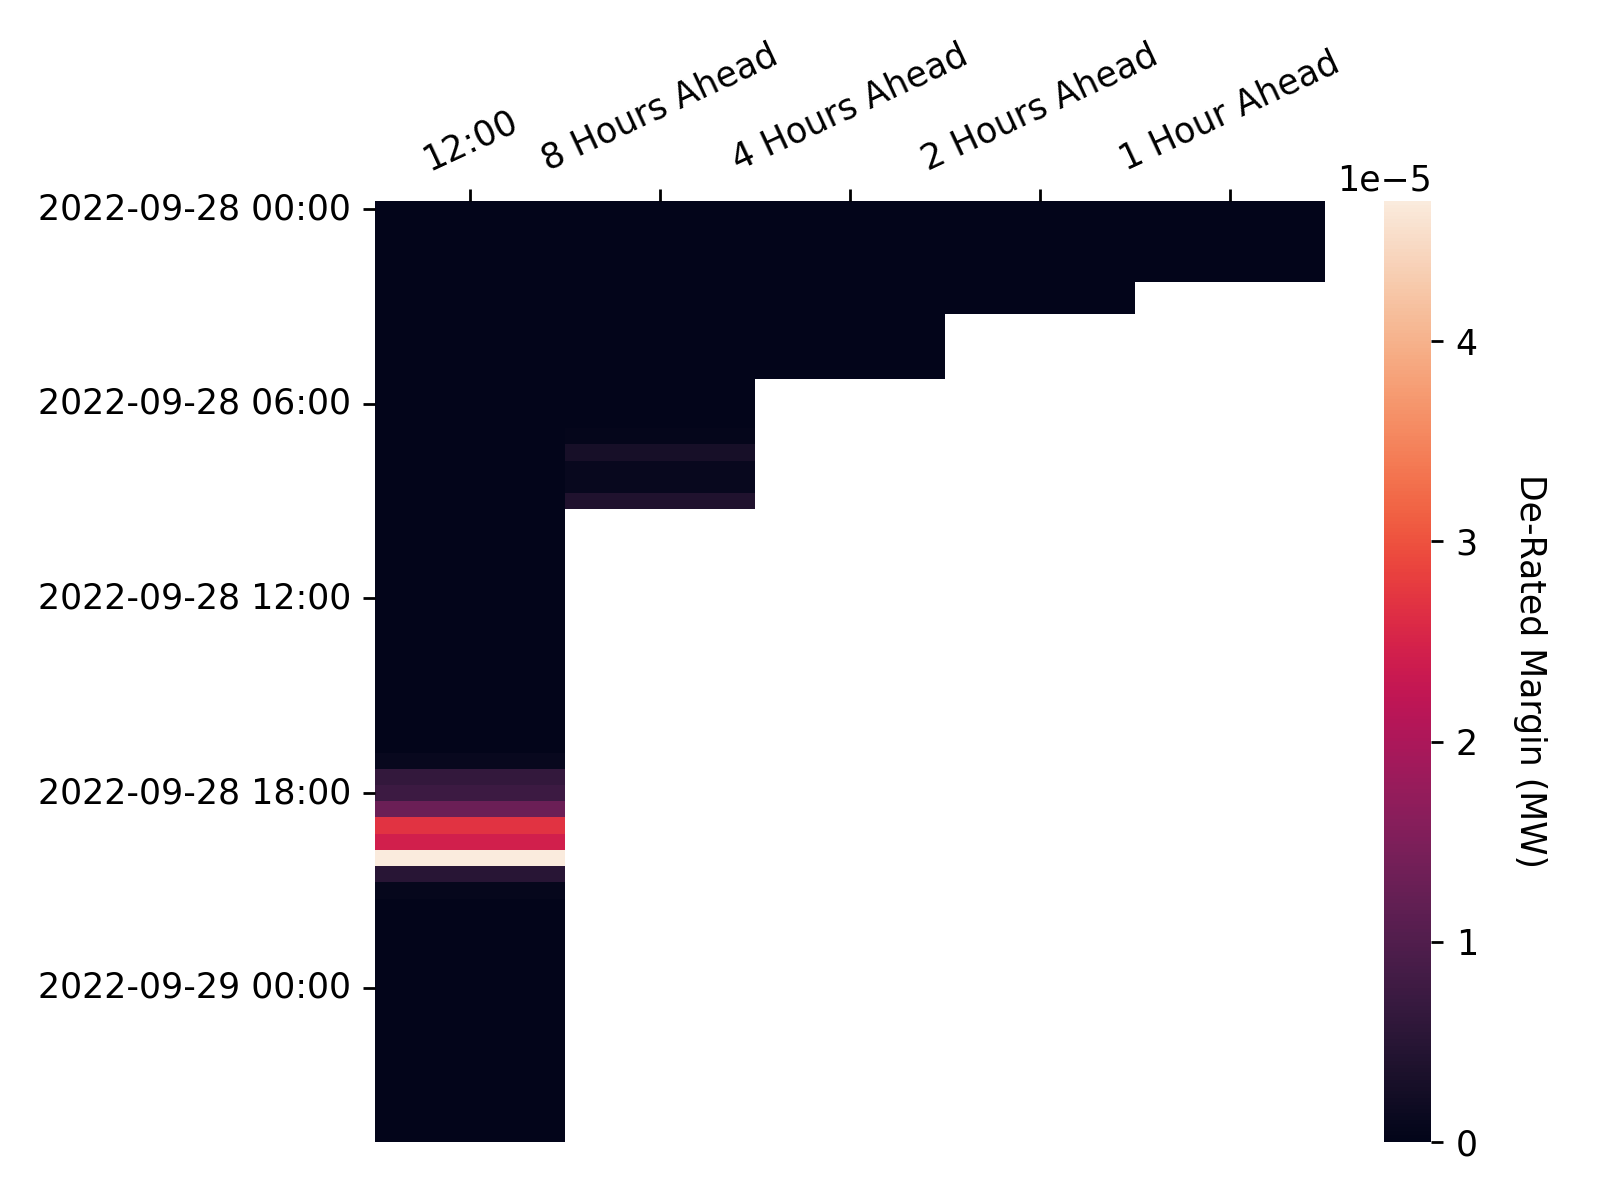 12:00
8 Hours Ahead
4 Hours Ahead
2 Hours Ahead
1 Hour Ahead
1e−5
2022-09-28 00:00
2022-09-28 06:00
2022-09-28 12:00
2022-09-28 18:00
2022-09-29 00:00
4
3
2
1
0
De-Rated Margin (MW)